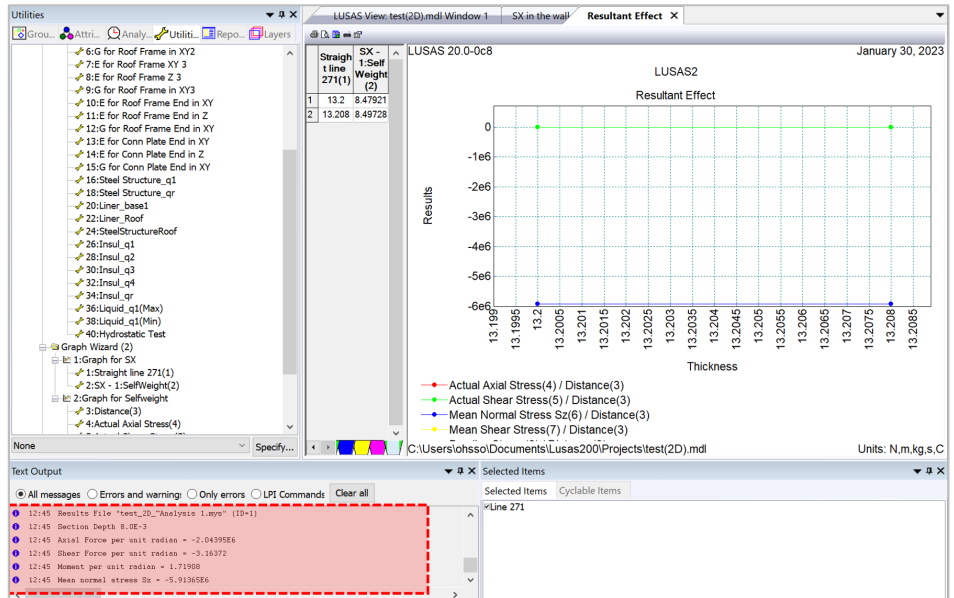 Utilities
Grou... Attri... Analy... Utiliti... Repo... Layers
6:G for Roof Frame in XY2
7:E for Roof Frame XY 3
8:E for Roof Frame Z 3
9:G for Roof Frame in XY3
10:E for Roof Frame End in XY
11:E for Roof Frame End in Z
12:G for Roof Frame End in XY
13:E for Conn Plate End in XY
14:E for Conn Plate End in Z
15:G for Conn Plate End in XY
16:Steel Structure_q1
18:Steel Structure_qr
20:Liner_base1
22:Liner_Roof
24:SteelStructureRoof
26:Insul_q1
28:Insul_q2
30:Insul_q3
32:Insul_q4
34:Insul_qr
36:Liquid_q1(Max)
38:Liquid_q1(Min)
40:Hydrostatic Test
Graph Wizard (2)
1:Graph for SX
1:Straight line 271(1)
2:SX - 1:SelfWeight(2)
2:Graph for Selfweight
3:Distance(3)
4:Actual Axial Stress(4)
None Specify...
LUSAS View: test(2D).mdl Window 1 SX in the wall Resultant Effect X
Straigh
t line
271(1)
SX -
1:Self
Weight
(2)
1 13.2 8.47921
2 13.208 8.49728
LUSAS 20.0-0c8 January 30, 2023
LUSAS2
Resultant Effect
Results
0
-1e6
-2e6
-3e6
-4e6
-5e6
-6e6
13.199 13.1995 13.2 13.2005 13.201 13.2015 13.202 13.2025 13.203 13.2035 13.204 13.2045 13.205 13.2055 13.206 13.2065 13.207 13.2075 13.208 13.2085
Thickness
Actual Axial Stress(4) / Distance(3)
Actual Shear Stress(5) / Distance(3)
Mean Normal Stress Sz(6) / Distance(3)
Mean Shear Stress(7) / Distance(3)
C:\Users\ohsso\Documents\Lusas200\Projects\test(2D).mdl Units: N,m,kg,s,C
Text Output
All messages Errors and warnings Only errors LPI Commands Clear all
12:45 Results File "test_2D_~Analysis 1.mys" (ID=1)
12:45 Section Depth 8.0E-3
12:45 Axial Force per unit radian = -2.04395E6
12:45 Shear Force per unit radian = -3.16372
12:45 Moment per unit radian = 1.71908
12:45 Mean normal stress Sz = -5.91365E6
Selected Items
Selected Items Cyclable Items
Line 271